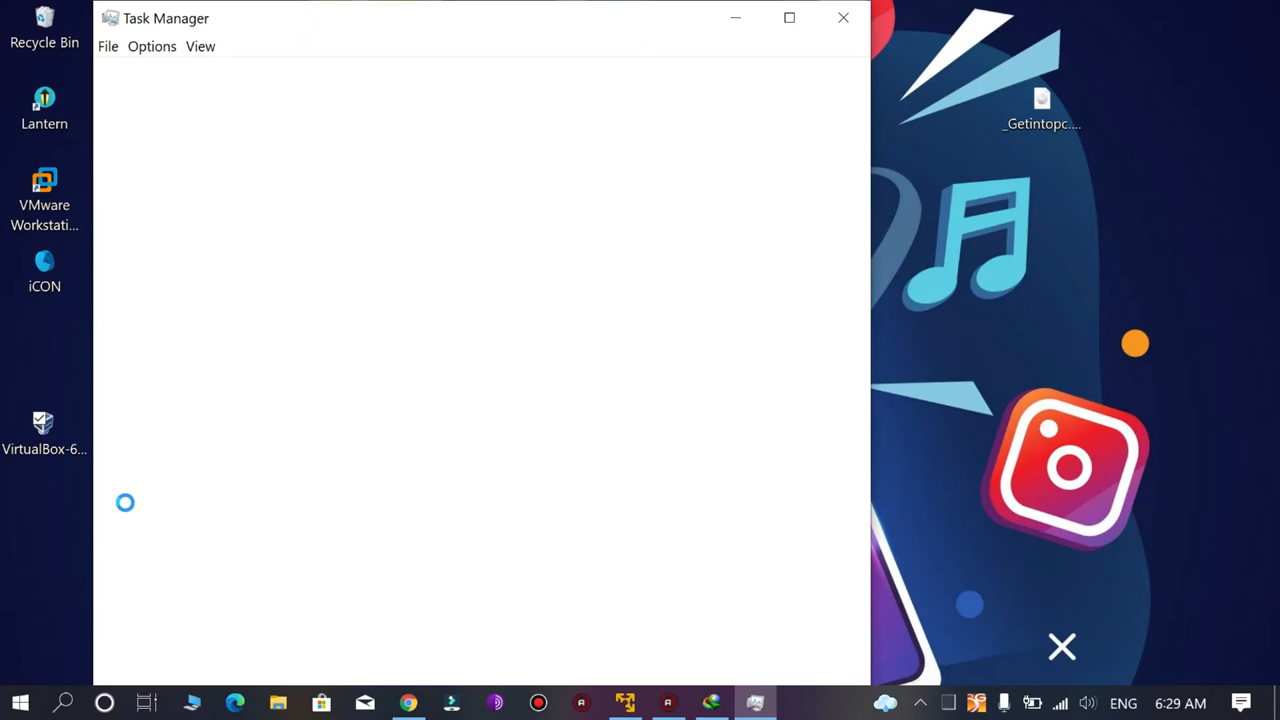 Task Manager
File Options View
Recycle Bin
Lantern
VMware
Workstati...
iCON
VirtualBox-6...
_Getintopc....
ENG
6:29 AM